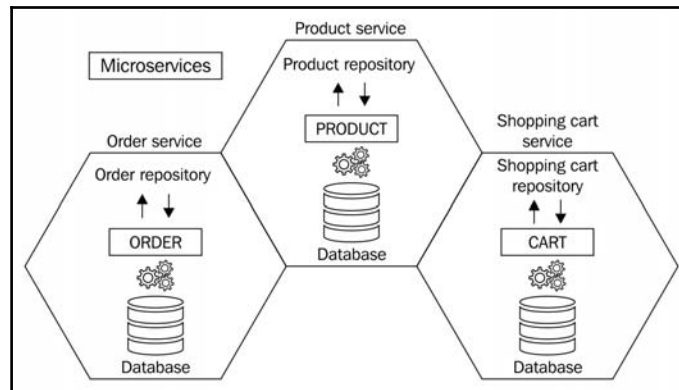 Product service
Microservices
Product repository
PRODUCT
Database
Order service
Order repository
ORDER
Database
Shopping cart
service
Shopping cart
repository
CART
Database